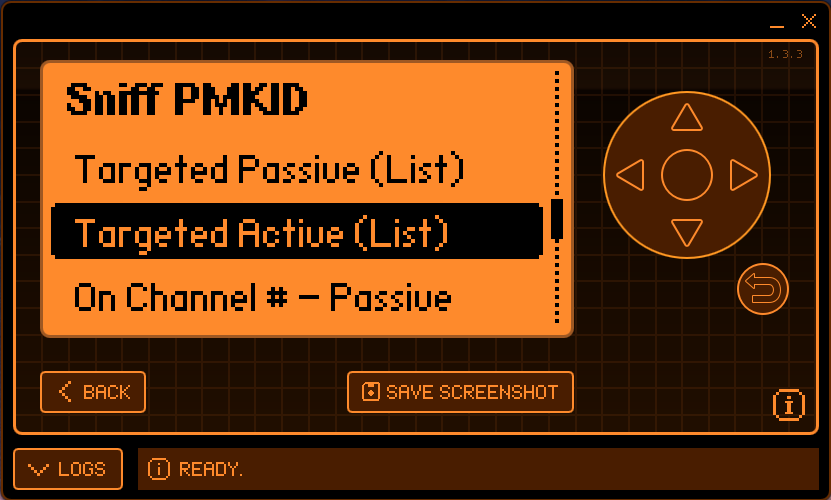 1.3.3
Sniff PMKID
Targeted Passive (List)
Targeted Active (List)
On Channel # – Passive
BACK
SAVE SCREENSHOT
LOGS
READY.